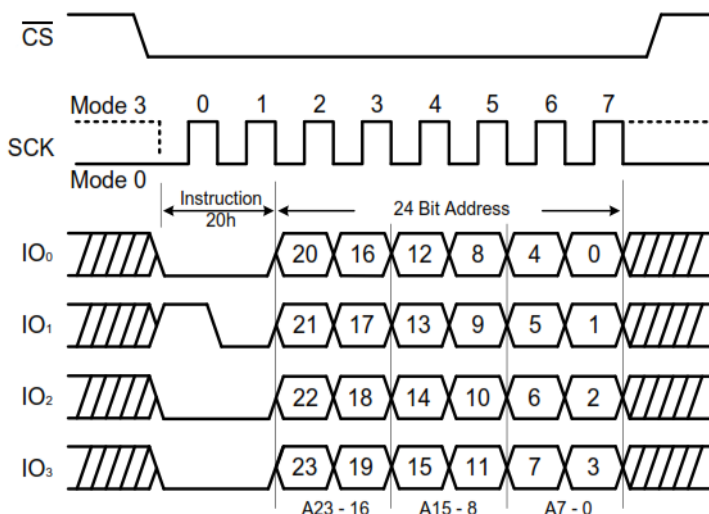 CS
Mode 3 0 1 2 3 4 5 6 7
SCK
Mode 0
Instruction
20h
24 Bit Address
IO₀ 20 16 12 8 4 0
IO₁ 21 17 13 9 5 1
IO₂ 22 18 14 10 6 2
IO₃ 23 19 15 11 7 3
A23 - 16 A15 - 8 A7 - 0